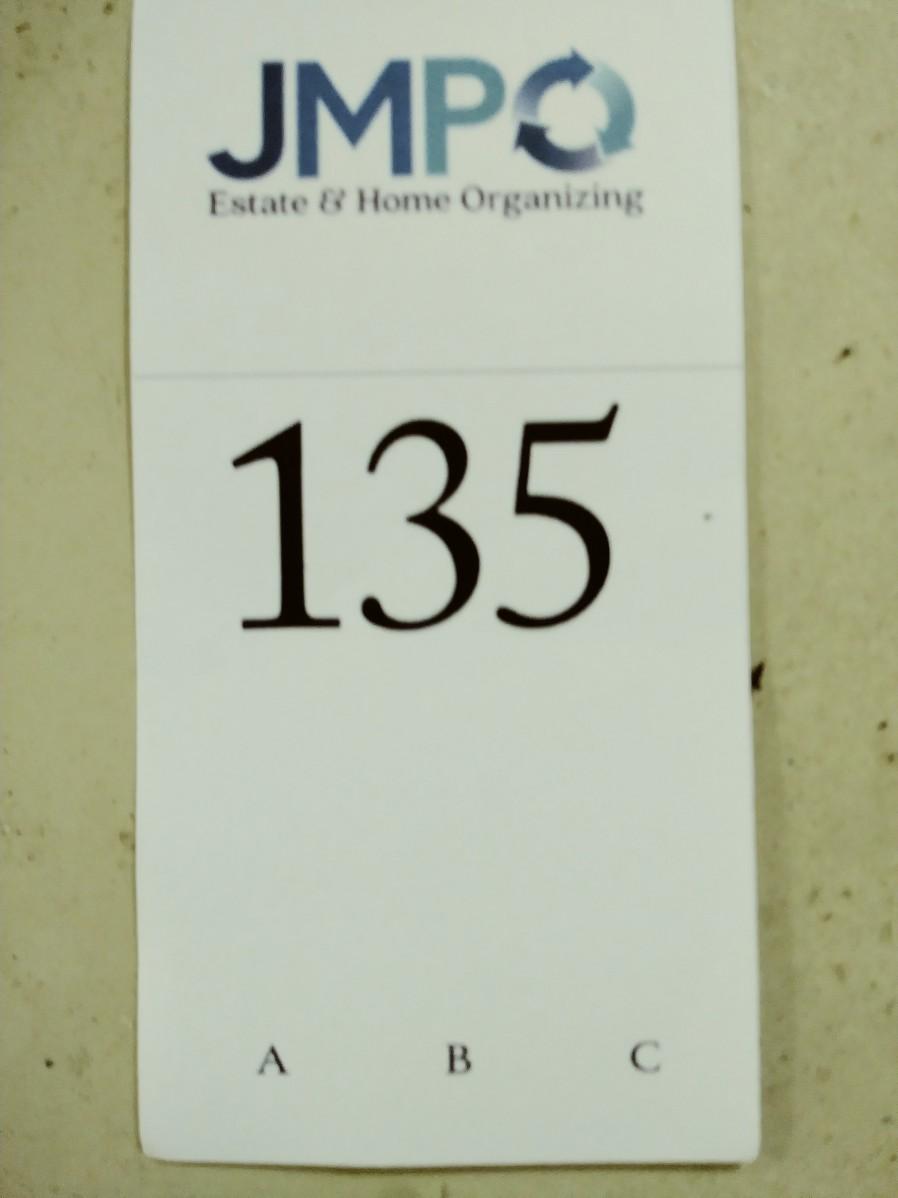 JMPO
Estate & Home Organizing
135
A B C